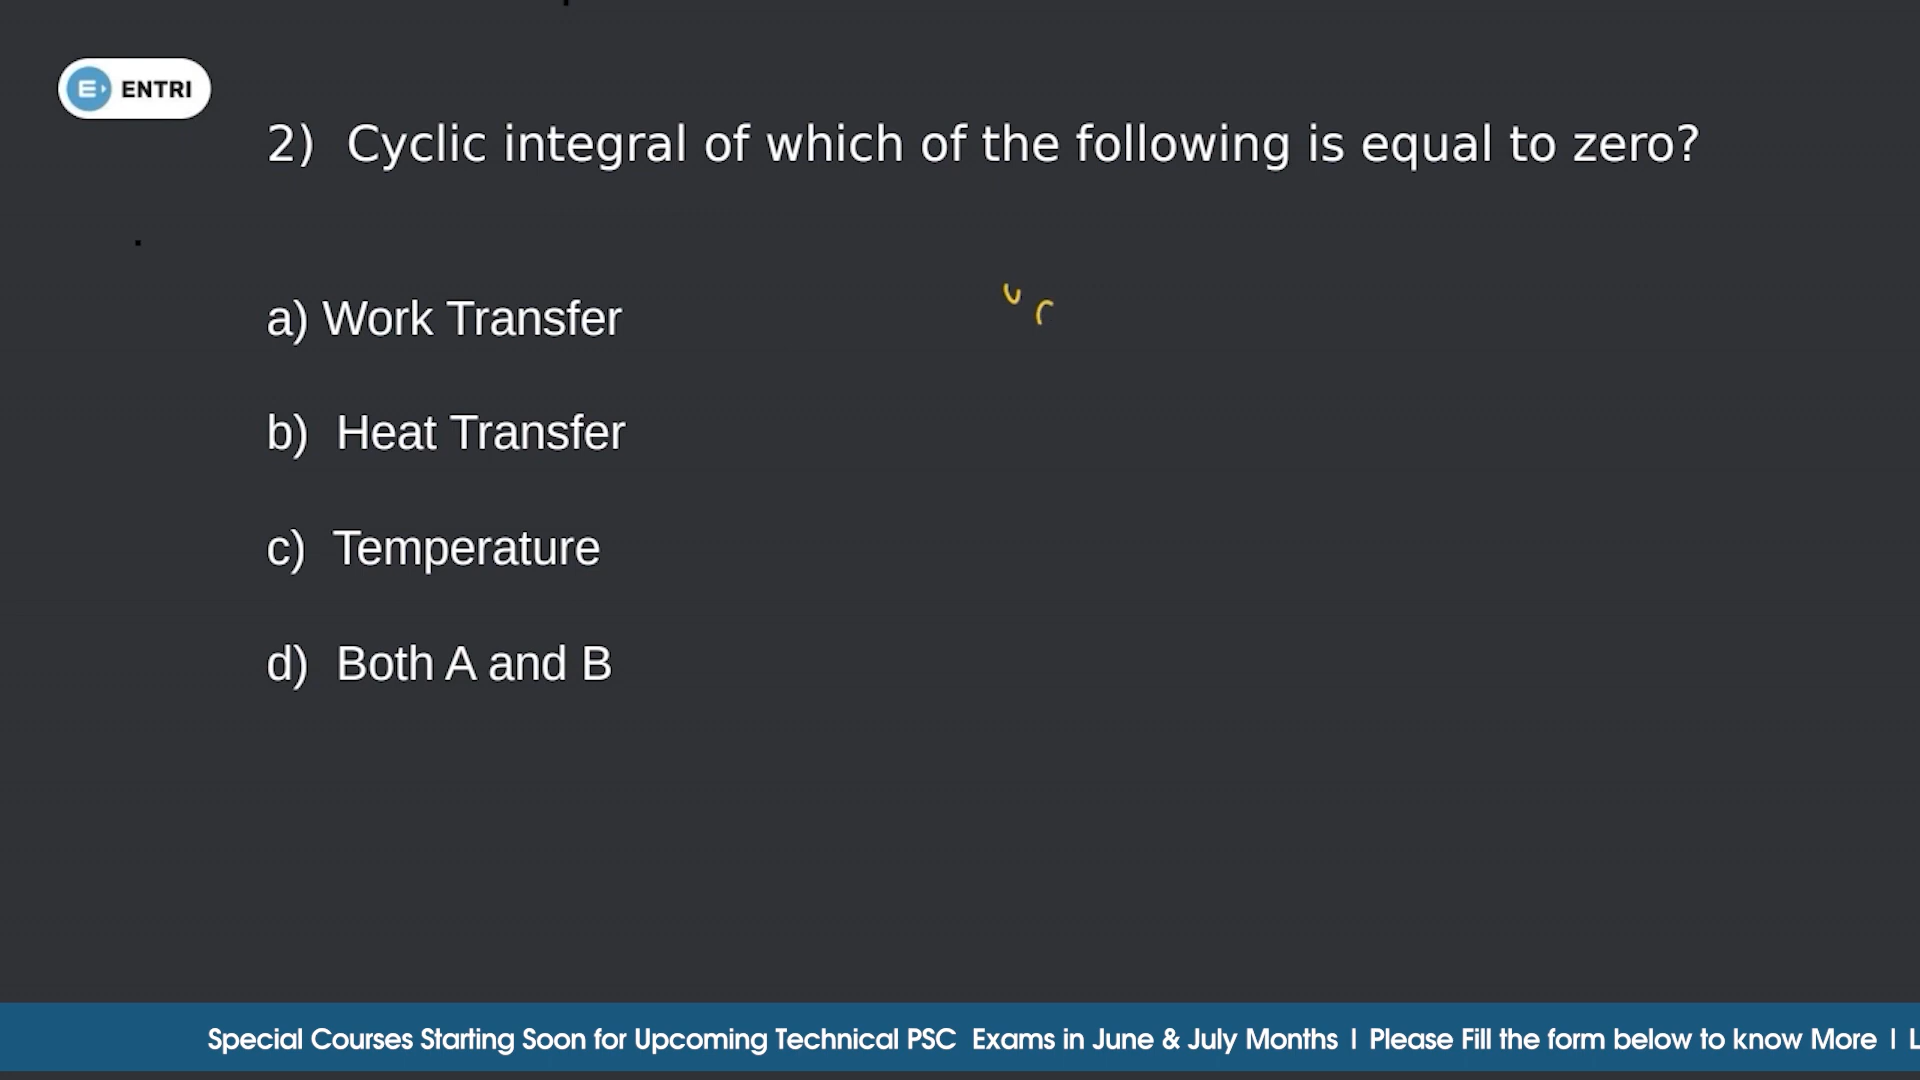 ENTRI
2) Cyclic integral of which of the following is equal to zero?
a) Work Transfer
b) Heat Transfer
c) Temperature
d) Both A and B
Special Courses Starting Soon for Upcoming Technical PSC Exams in June & July Months | Please Fill the form below to know More | L